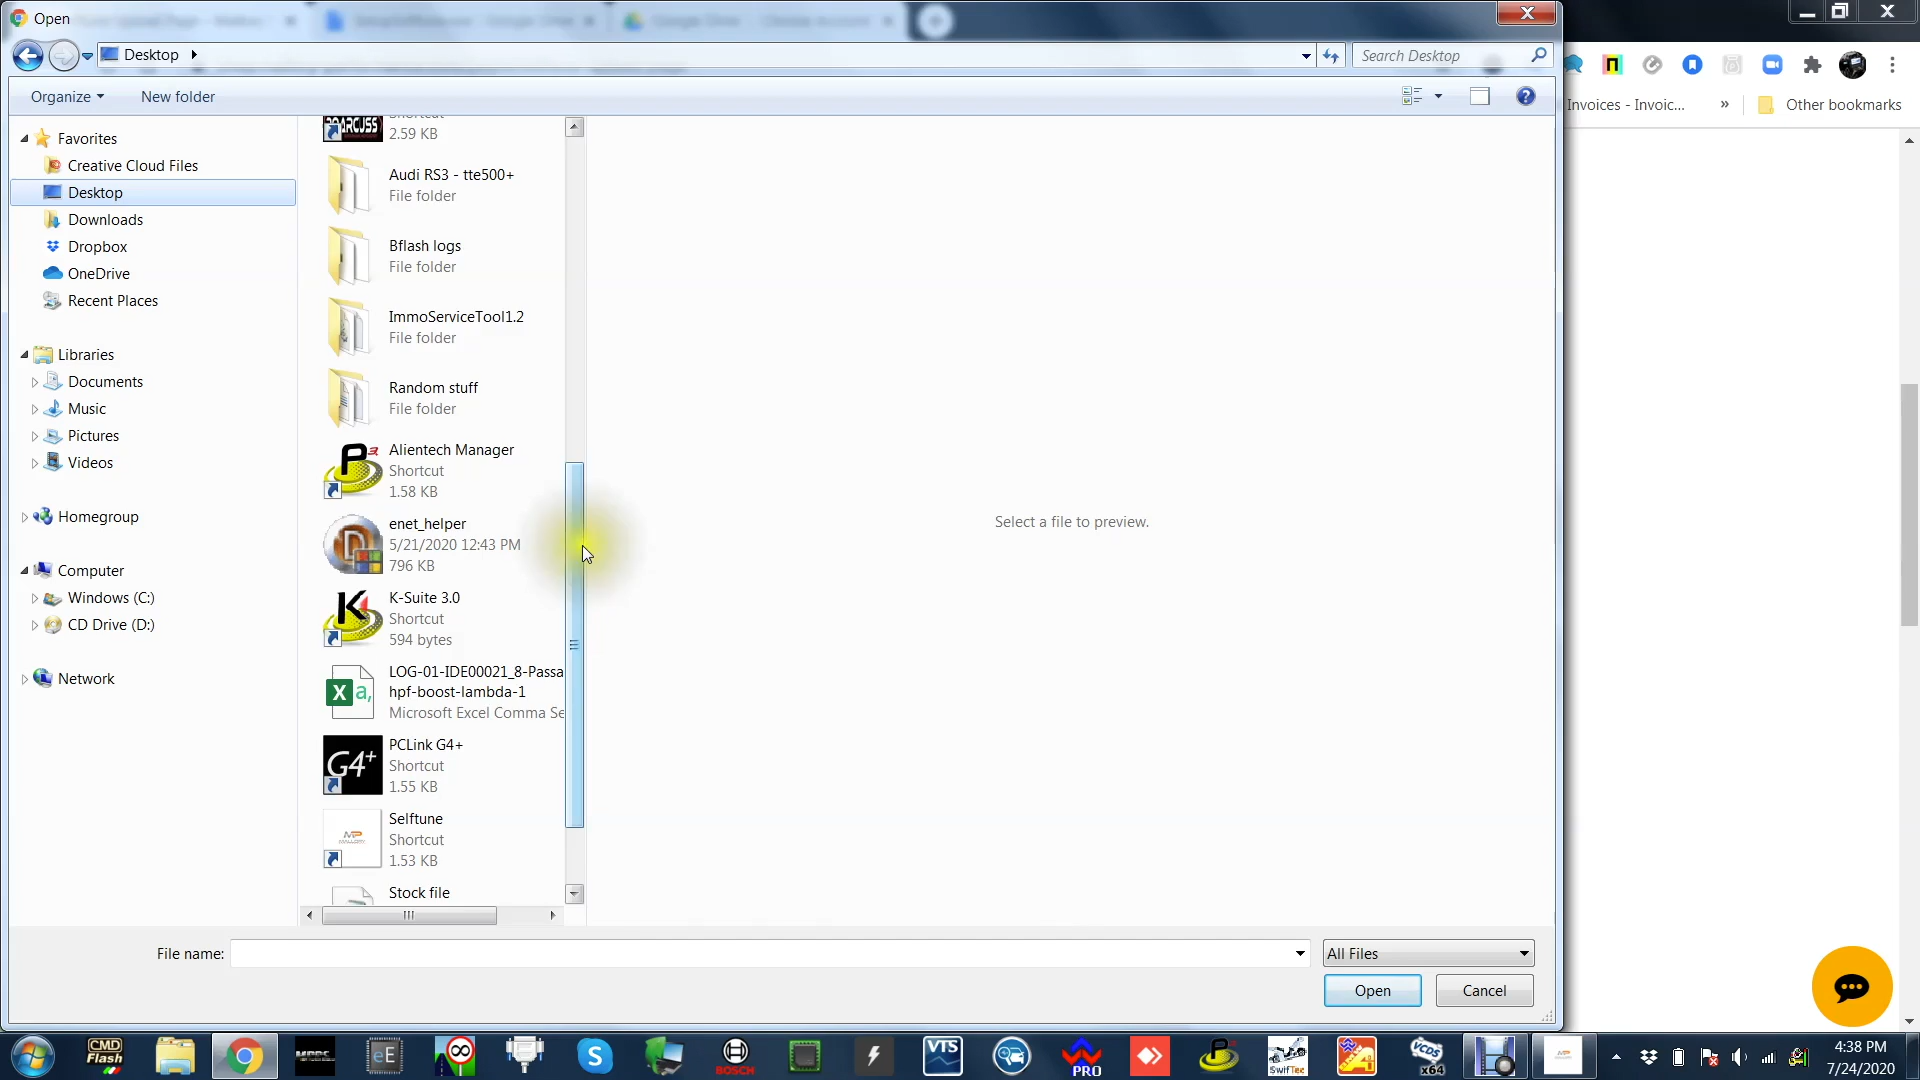 Open
Desktop
Search Desktop
Organize
New folder
Favorites
Creative Cloud Files
Desktop
Downloads
Dropbox
OneDrive
Recent Places
Libraries
Documents
Music
Pictures
Videos
Homegroup
Computer
Windows (C:)
CD Drive (D:)
Network
2.59 KB
Audi RS3 - tte500+
File folder
Bflash logs
File folder
ImmoServiceTool1.2
File folder
Random stuff
File folder
Alientech Manager
Shortcut
1.58 KB
enet_helper
5/21/2020 12:43 PM
796 KB
K-Suite 3.0
Shortcut
594 bytes
LOG-01-IDE00021_8-Passa
hpf-boost-lambda-1
Microsoft Excel Comma Se
G4+
PCLink G4+
Shortcut
1.55 KB
Selftune
Shortcut
1.53 KB
Stock file
Select a file to preview.
File name:
All Files
Open
Cancel
Invoices - Invoic...
»
Other bookmarks
CMD
Flash
eE
BOSCH
VTS
PRO
SwifTec
VCDS
x64
4:38 PM
7/24/2020